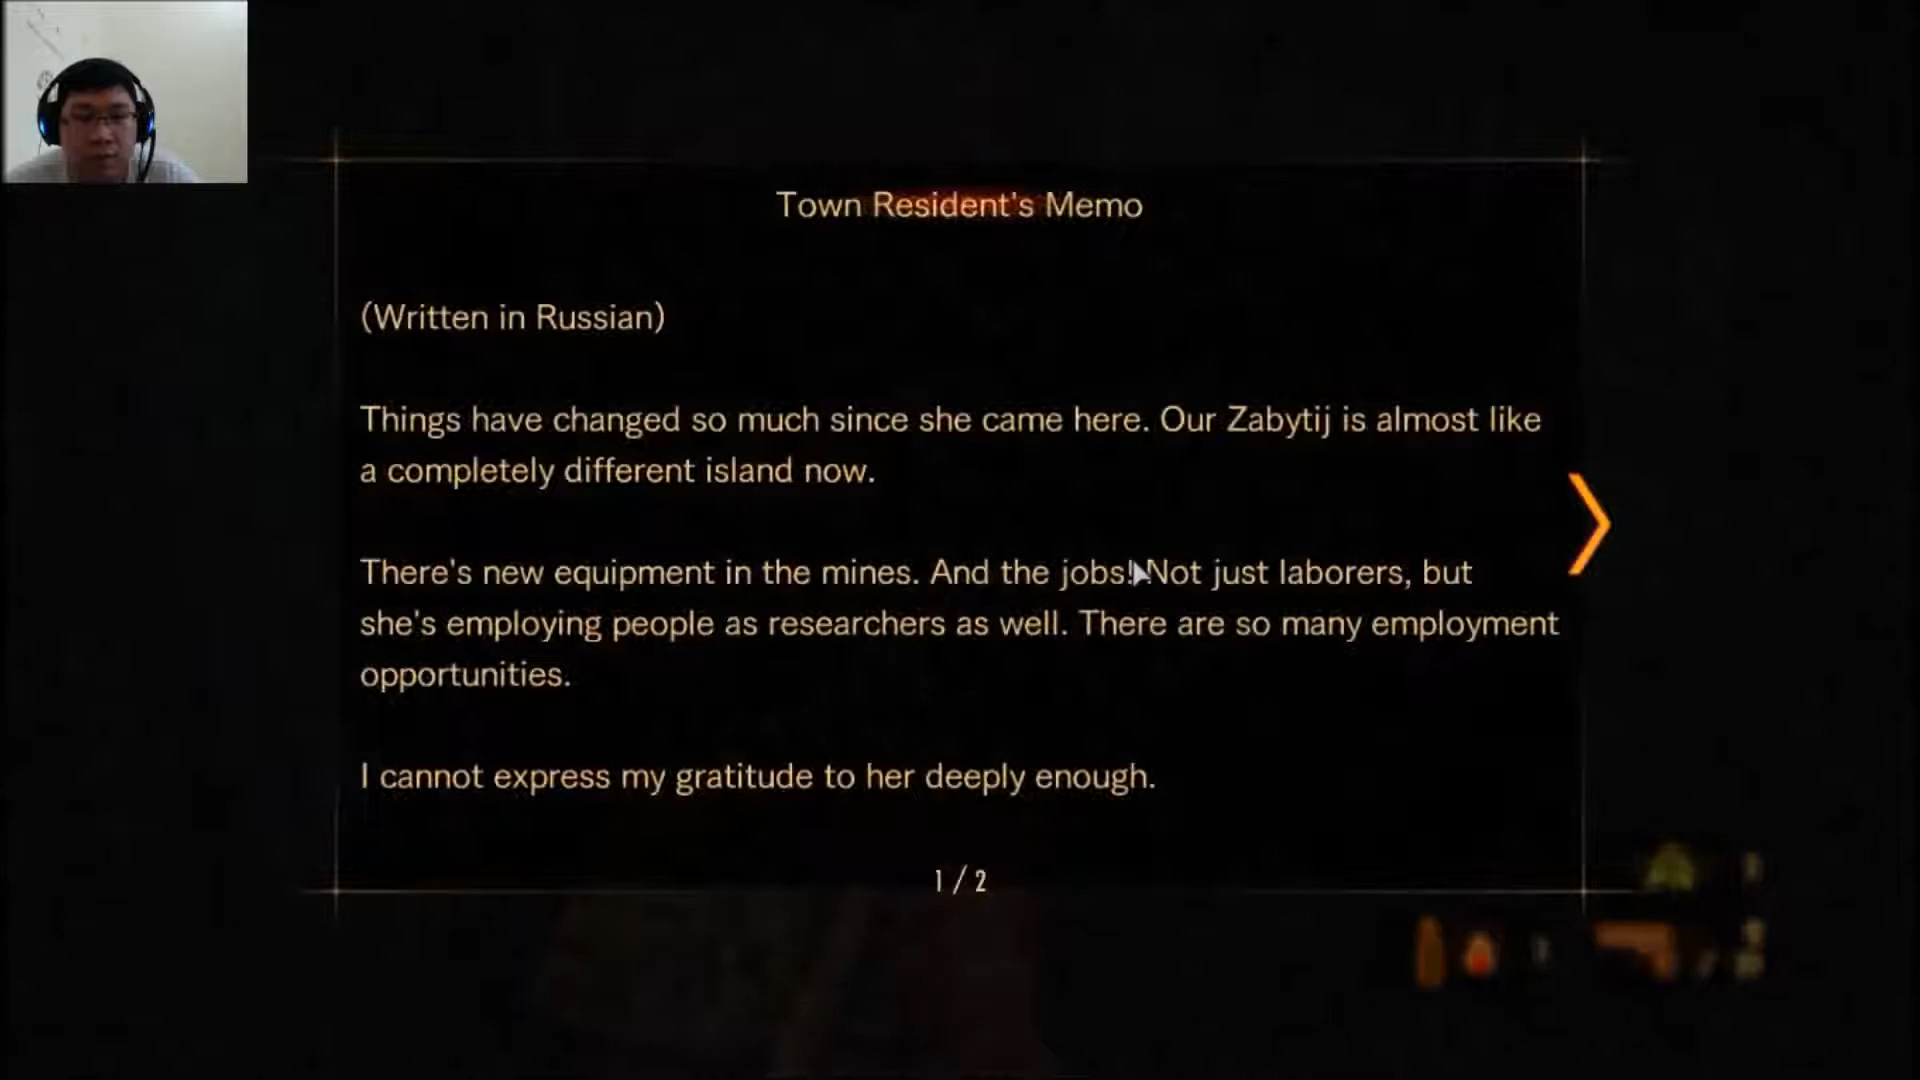 Town Resident's Memo
(Written in Russian)
Things have changed so much since she came here. Our Zabytij is almost like
a completely different island now.
There's new equipment in the mines. And the jobs! Not just laborers, but
she's employing people as researchers as well. There are so many employment
opportunities.
I cannot express my gratitude to her deeply enough.
1 / 2